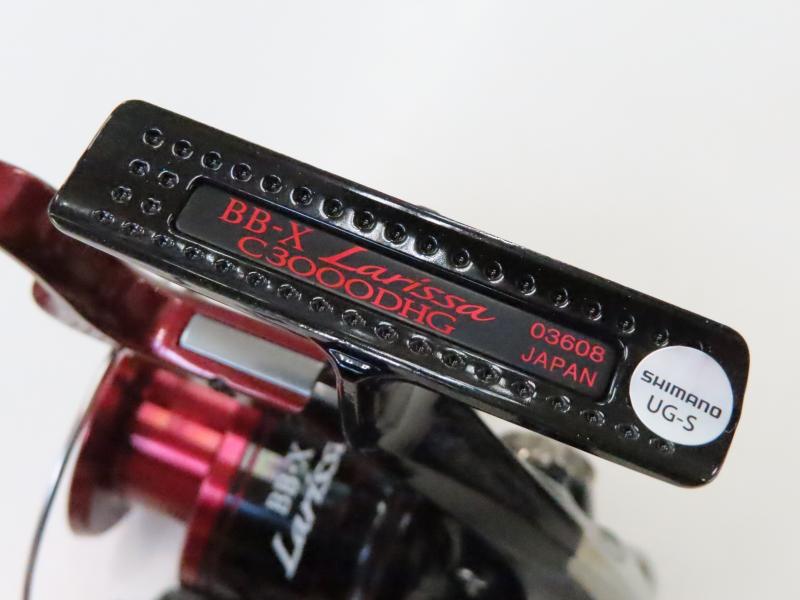 BB-X Larissa
C3000DHG
03608
JAPAN
SHIMANO
UG-S
BB-X
Larissa